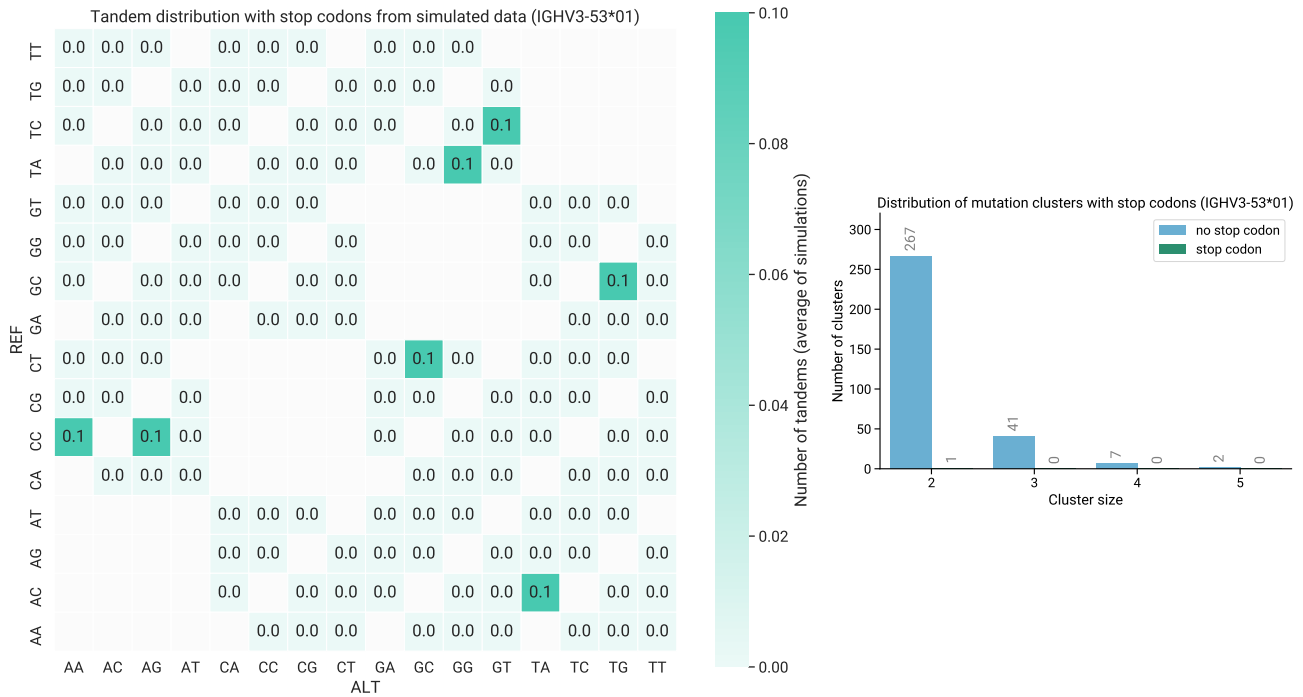 Tandem distribution with stop codons from simulated data (IGHV3-53*01)
TT 0.0 0.0 0.0 0.0 0.0 0.0 0.0 0.0 0.0
TG 0.0 0.0 0.0 0.0 0.0 0.0 0.0 0.0 0.0
TC 0.0 0.0 0.0 0.0 0.0 0.0 0.0 0.0 0.1
TA 0.0 0.0 0.0 0.0 0.0 0.0 0.0 0.1 0.0
GT 0.0 0.0 0.0 0.0 0.0 0.0 0.0 0.0 0.0
GG 0.0 0.0 0.0 0.0 0.0 0.0 0.0 0.0 0.0
GC 0.0 0.0 0.0 0.0 0.0 0.0 0.0 0.1 0.0
GA 0.0 0.0 0.0 0.0 0.0 0.0 0.0 0.0 0.0
CT 0.0 0.0 0.0 0.0 0.1 0.0 0.0 0.0 0.0
CG 0.0 0.0 0.0 0.0 0.0 0.0 0.0 0.0 0.0
CC 0.1 0.1 0.0 0.0 0.0 0.0 0.0 0.0 0.0
CA 0.0 0.0 0.0 0.0 0.0 0.0 0.0 0.0 0.0
AT 0.0 0.0 0.0 0.0 0.0 0.0 0.0 0.0 0.0
AG 0.0 0.0 0.0 0.0 0.0 0.0 0.0 0.0 0.0
AC 0.0 0.0 0.0 0.0 0.0 0.0 0.1 0.0 0.0
AA 0.0 0.0 0.0 0.0 0.0 0.0 0.0 0.0 0.0
AA AC AG AT CA CC CG CT GA GC GG GT TA TC TG TT
ALT
REF
0.10
0.08
0.06
0.04
0.02
0.00
Number of tandems (average of simulations)
Distribution of mutation clusters with stop codons (IGHV3-53*01)
no stop codon
stop codon
300
250
200
150
100
50
0
Number of clusters
267 1 41 0 7 0 2 0
2 3 4 5
Cluster size